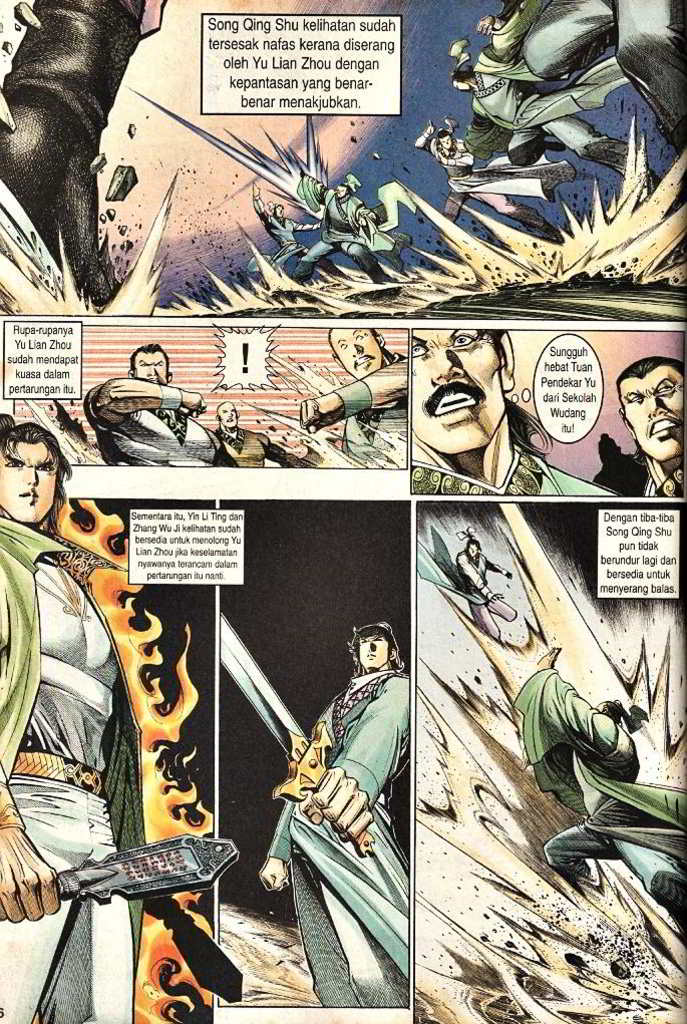 Song Qing Shu kelihatan sudah
tersesak nafas kerana diserang
oleh Yu Lian Zhou dengan
kepantasan yang benar-
benar menakjubkan.
Rupa-rupanya
Yu Lian Zhou
sudah mendapat
kuasa dalam
pertarungan itu.
!
Sungguh
hebat Tuan
Pendekar Yu
dari Sekolah
Wudang
itu!
Sementara itu, Yin Li Ting dan
Zhang Wu Ji kelihatan sudah
bersedia untuk menolong Yu
Lian Zhou jika keselamatan
nyawanya terancam dalam
pertarungan itu nanti.
Dengan tiba-tiba
Song Qing Shu
pun tidak
berundur lagi dan
bersedia untuk
menyerang balas.